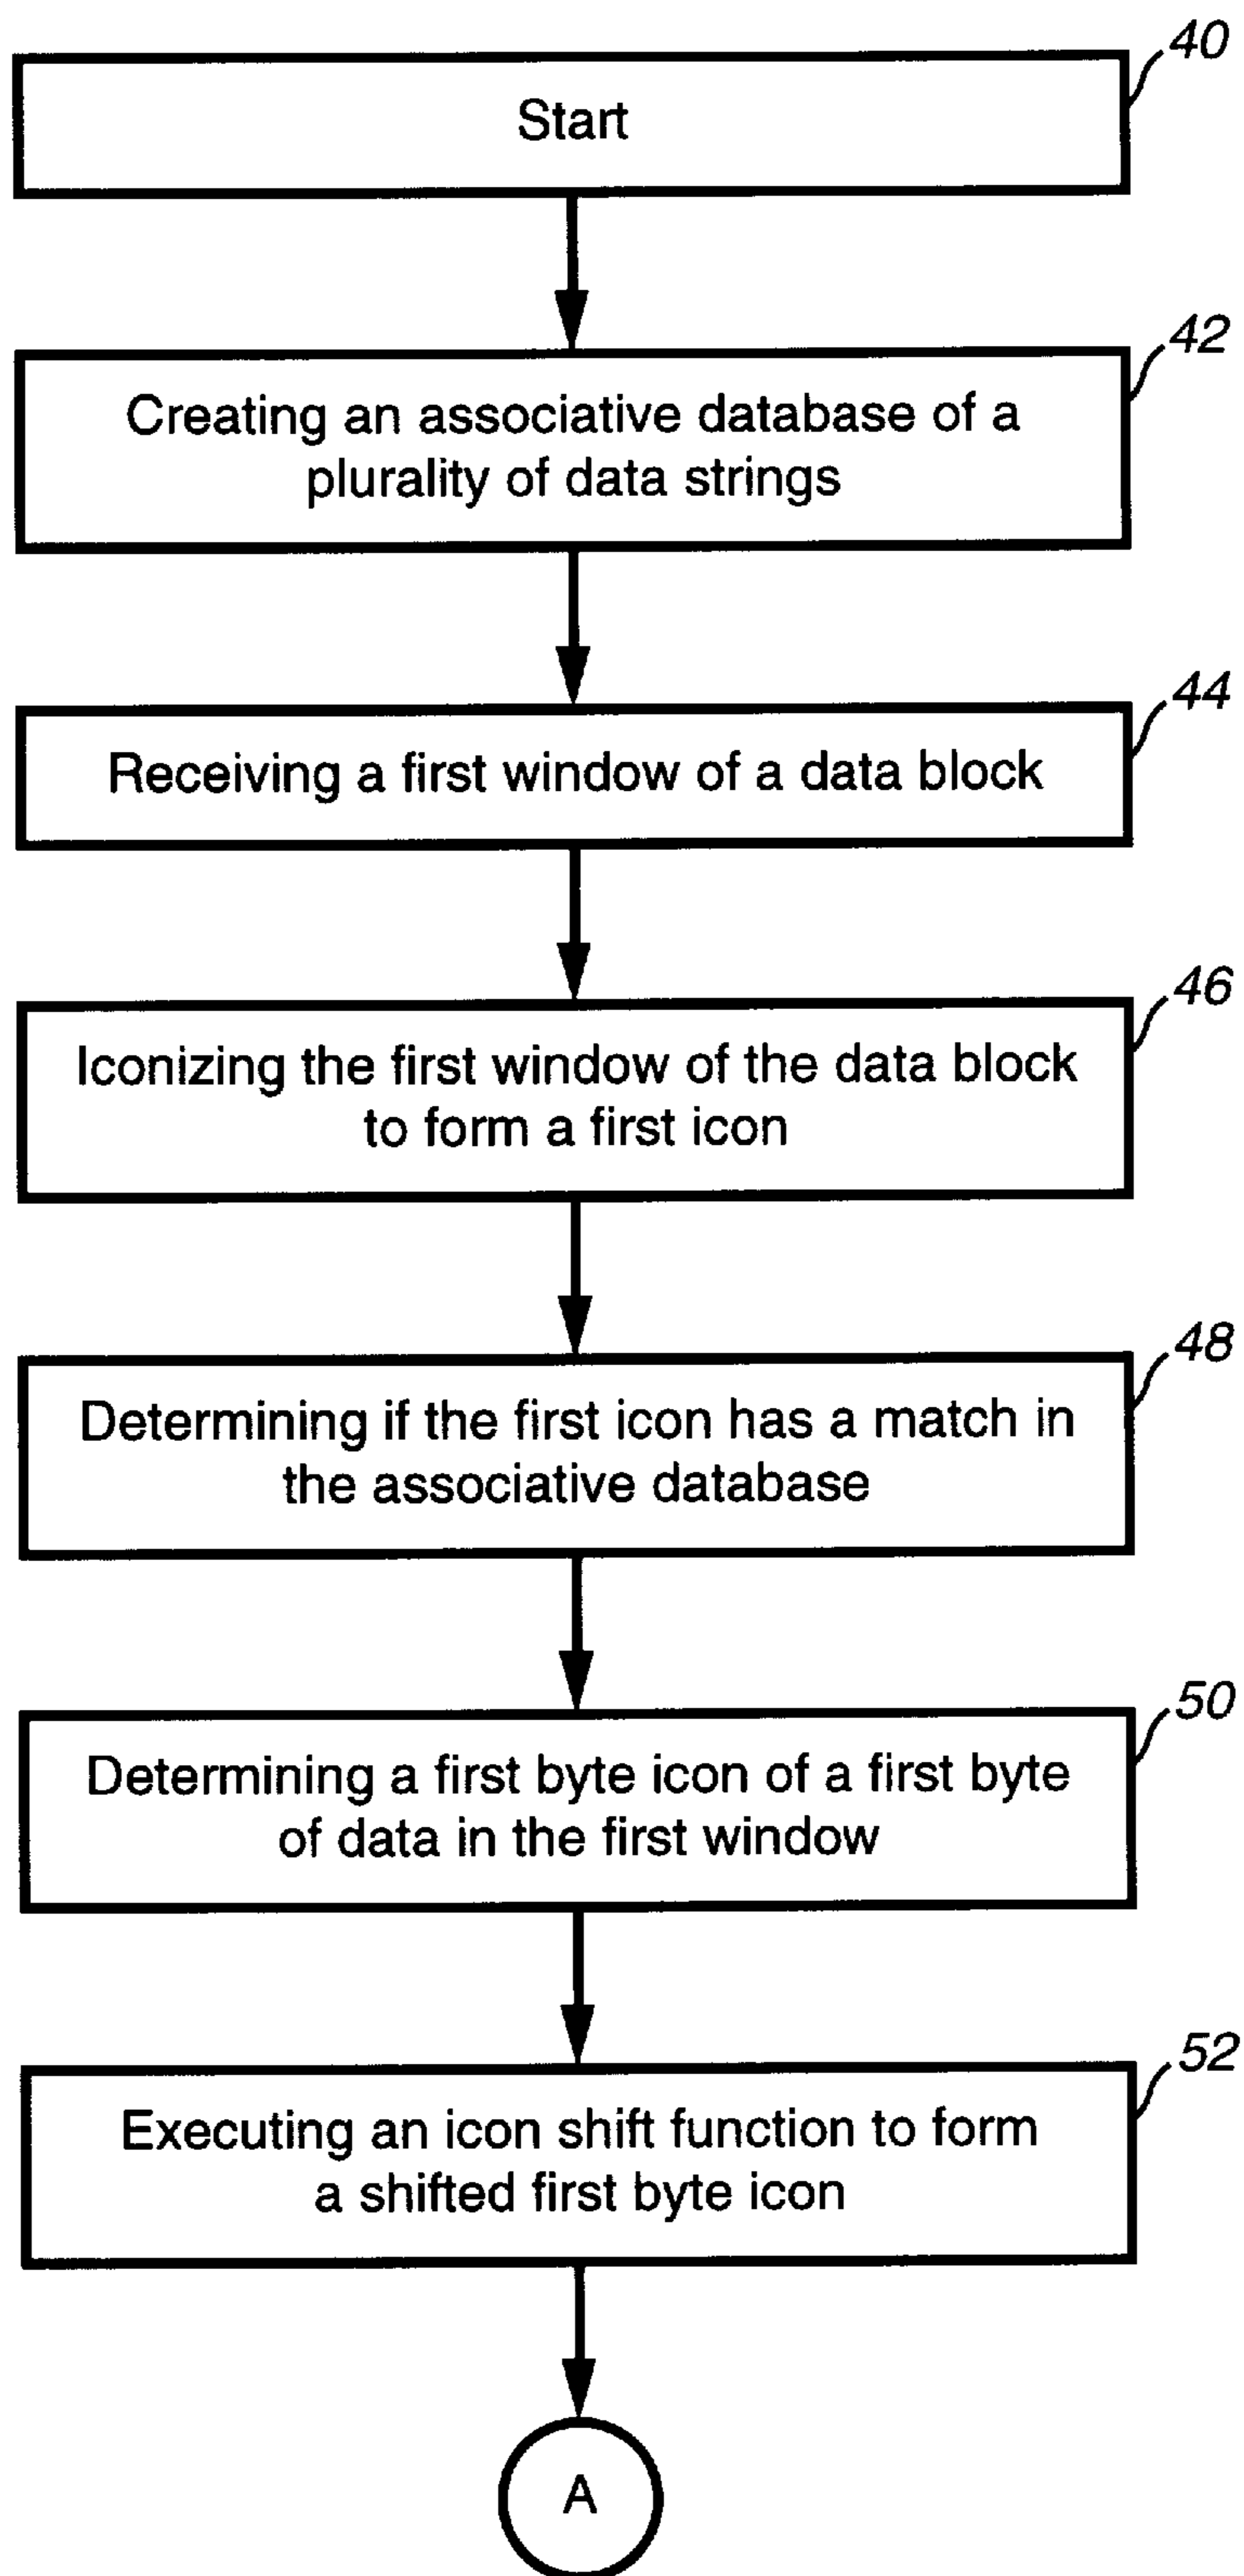 40
Start
42
Creating an associative database of a
plurality of data strings
44
Receiving a first window of a data block
46
Iconizing the first window of the data block
to form a first icon
48
Determining if the first icon has a match in
the associative database
50
Determining a first byte icon of a first byte
of data in the first window
52
Executing an icon shift function to form
a shifted first byte icon
A